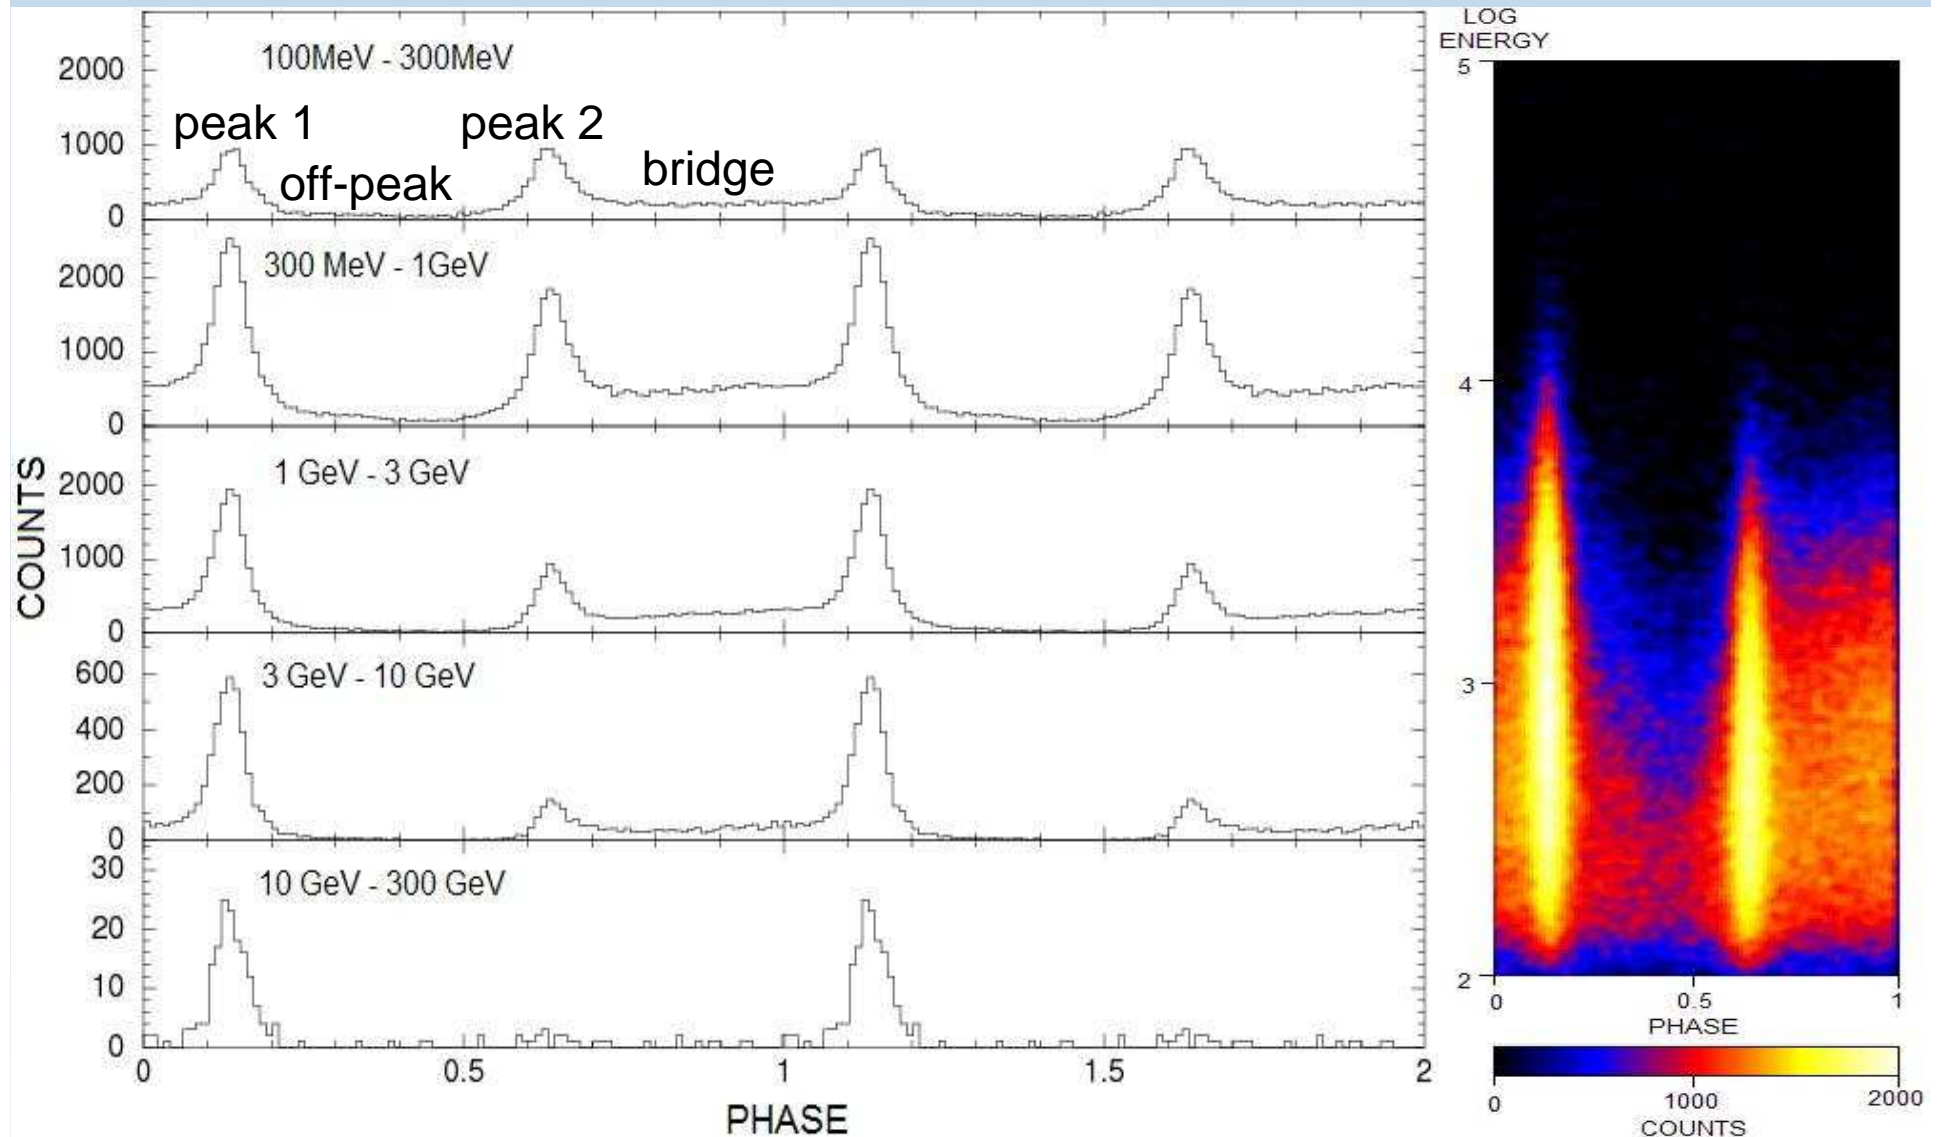 100MeV - 300MeV
2000
1000
0
peak 1
peak 2
off-peak
bridge
300 MeV - 1GeV
2000
1000
0
1 GeV - 3 GeV
2000
1000
0
3 GeV - 10 GeV
600
400
200
0
10 GeV - 300 GeV
30
20
10
0
COUNTS
0 0.5 1 1.5 2
PHASE
LOG
ENERGY
5
4
3
2
0 0.5 1
PHASE
0 1000 2000
COUNTS